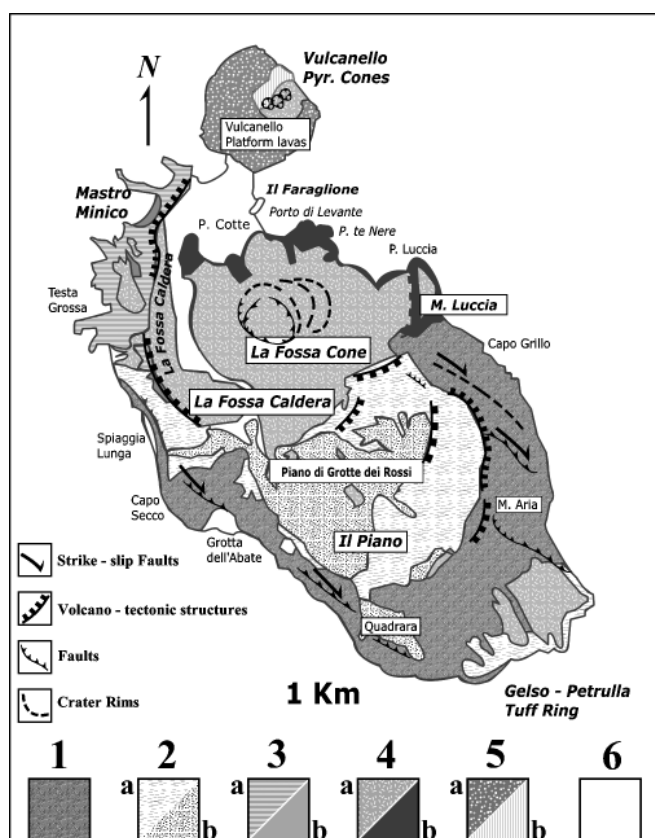 Vulcanello
Pyr. Cones
N
Vulcanello
Platform lavas
Mastro
Minico
Il Faraglione
Porto di Levante
P. Cotte
P. te Nere
P. Luccia
Testa
Grossa
La Fossa Caldera
M. Luccia
Capo Grillo
La Fossa Cone
La Fossa Caldera
Spiaggia
Lunga
Piano di Grotte dei Rossi
Capo
Secco
M. Aria
Grotta
dell'Abate
Il Piano
Strike - slip Faults
Volcano - tectonic structures
Quadrara
Faults
1 Km
Gelso - Petrulla
Tuff Ring
Crater Rims
1 2 3 4 5 6
a a a a
b b b b